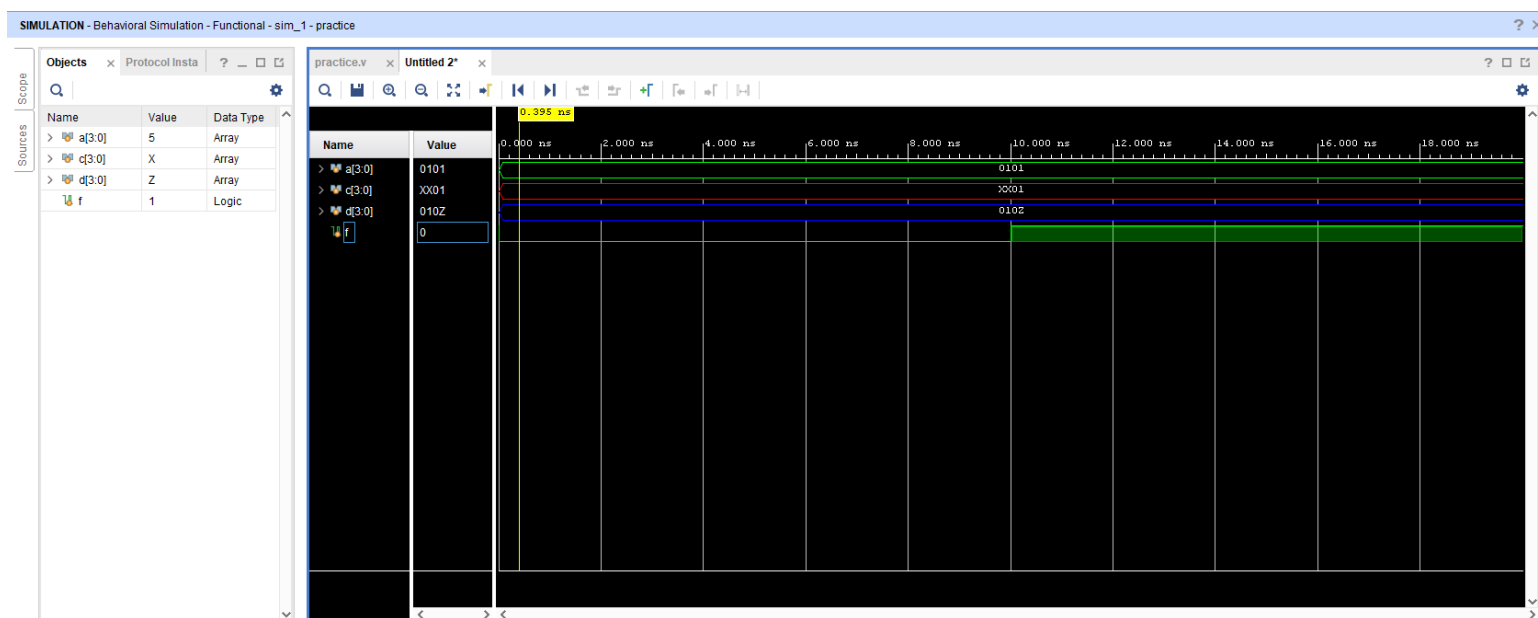 SIMULATION - Behavioral Simulation - Functional - sim_1 - practice
Scope
Sources
Objects Protocol Insta
Name Value Data Type
a[3:0] 5 Array
c[3:0] X Array
d[3:0] Z Array
f 1 Logic
practice.v Untitled 2*
0.395 ns
Name Value
0.000 ns 2.000 ns 4.000 ns 6.000 ns 8.000 ns 10.000 ns 12.000 ns 14.000 ns 16.000 ns 18.000 ns
a[3:0] 0101 0101
c[3:0] XX01 XX01
d[3:0] 010Z 010Z
f 0